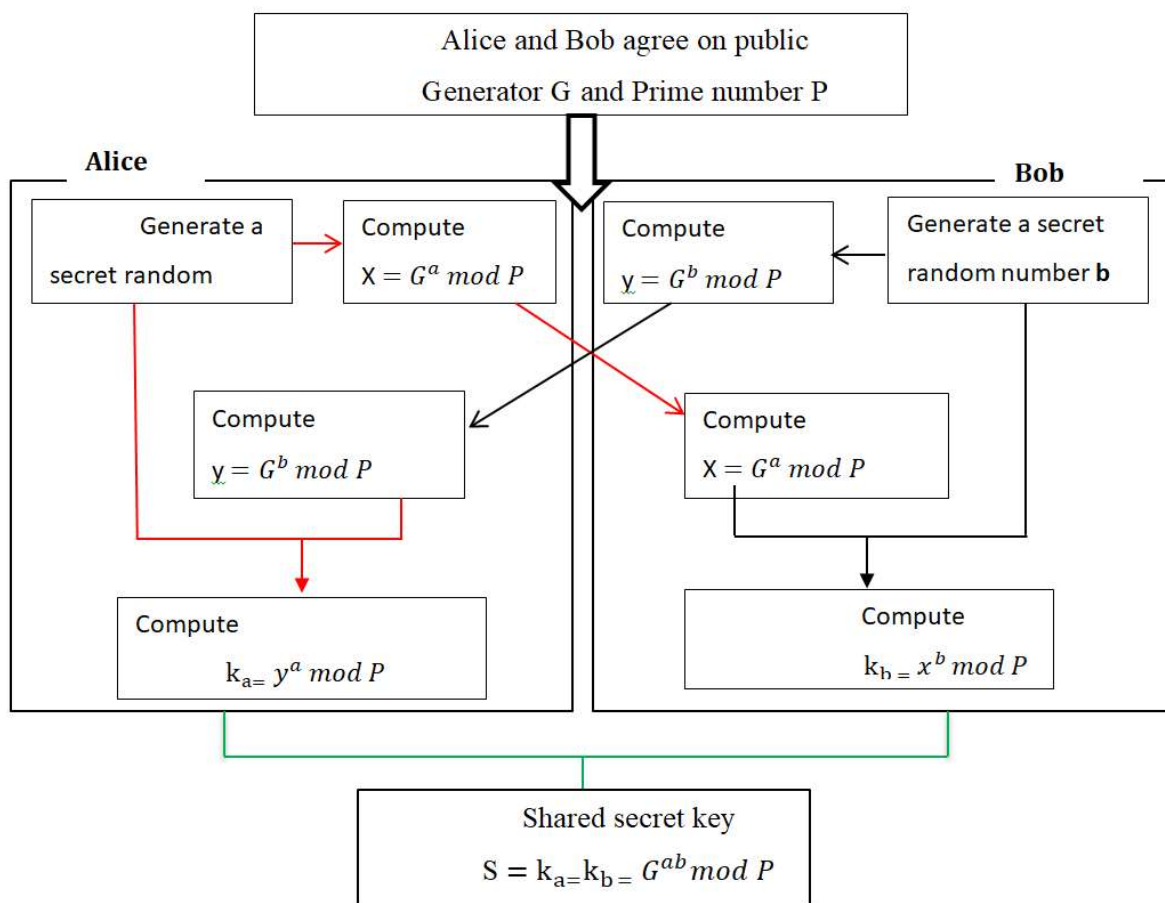 Alice and Bob agree on public
Generator G and Prime number P
Alice
Bob
Generate a
secret random
Compute
X = G^a mod P
Compute
y = G^b mod P
Generate a secret
random number b
Compute
y = G^b mod P
Compute
X = G^a mod P
Compute
k_a= y^a mod P
Compute
k_b = x^b mod P
Shared secret key
S = k_a=k_b = G^ab mod P